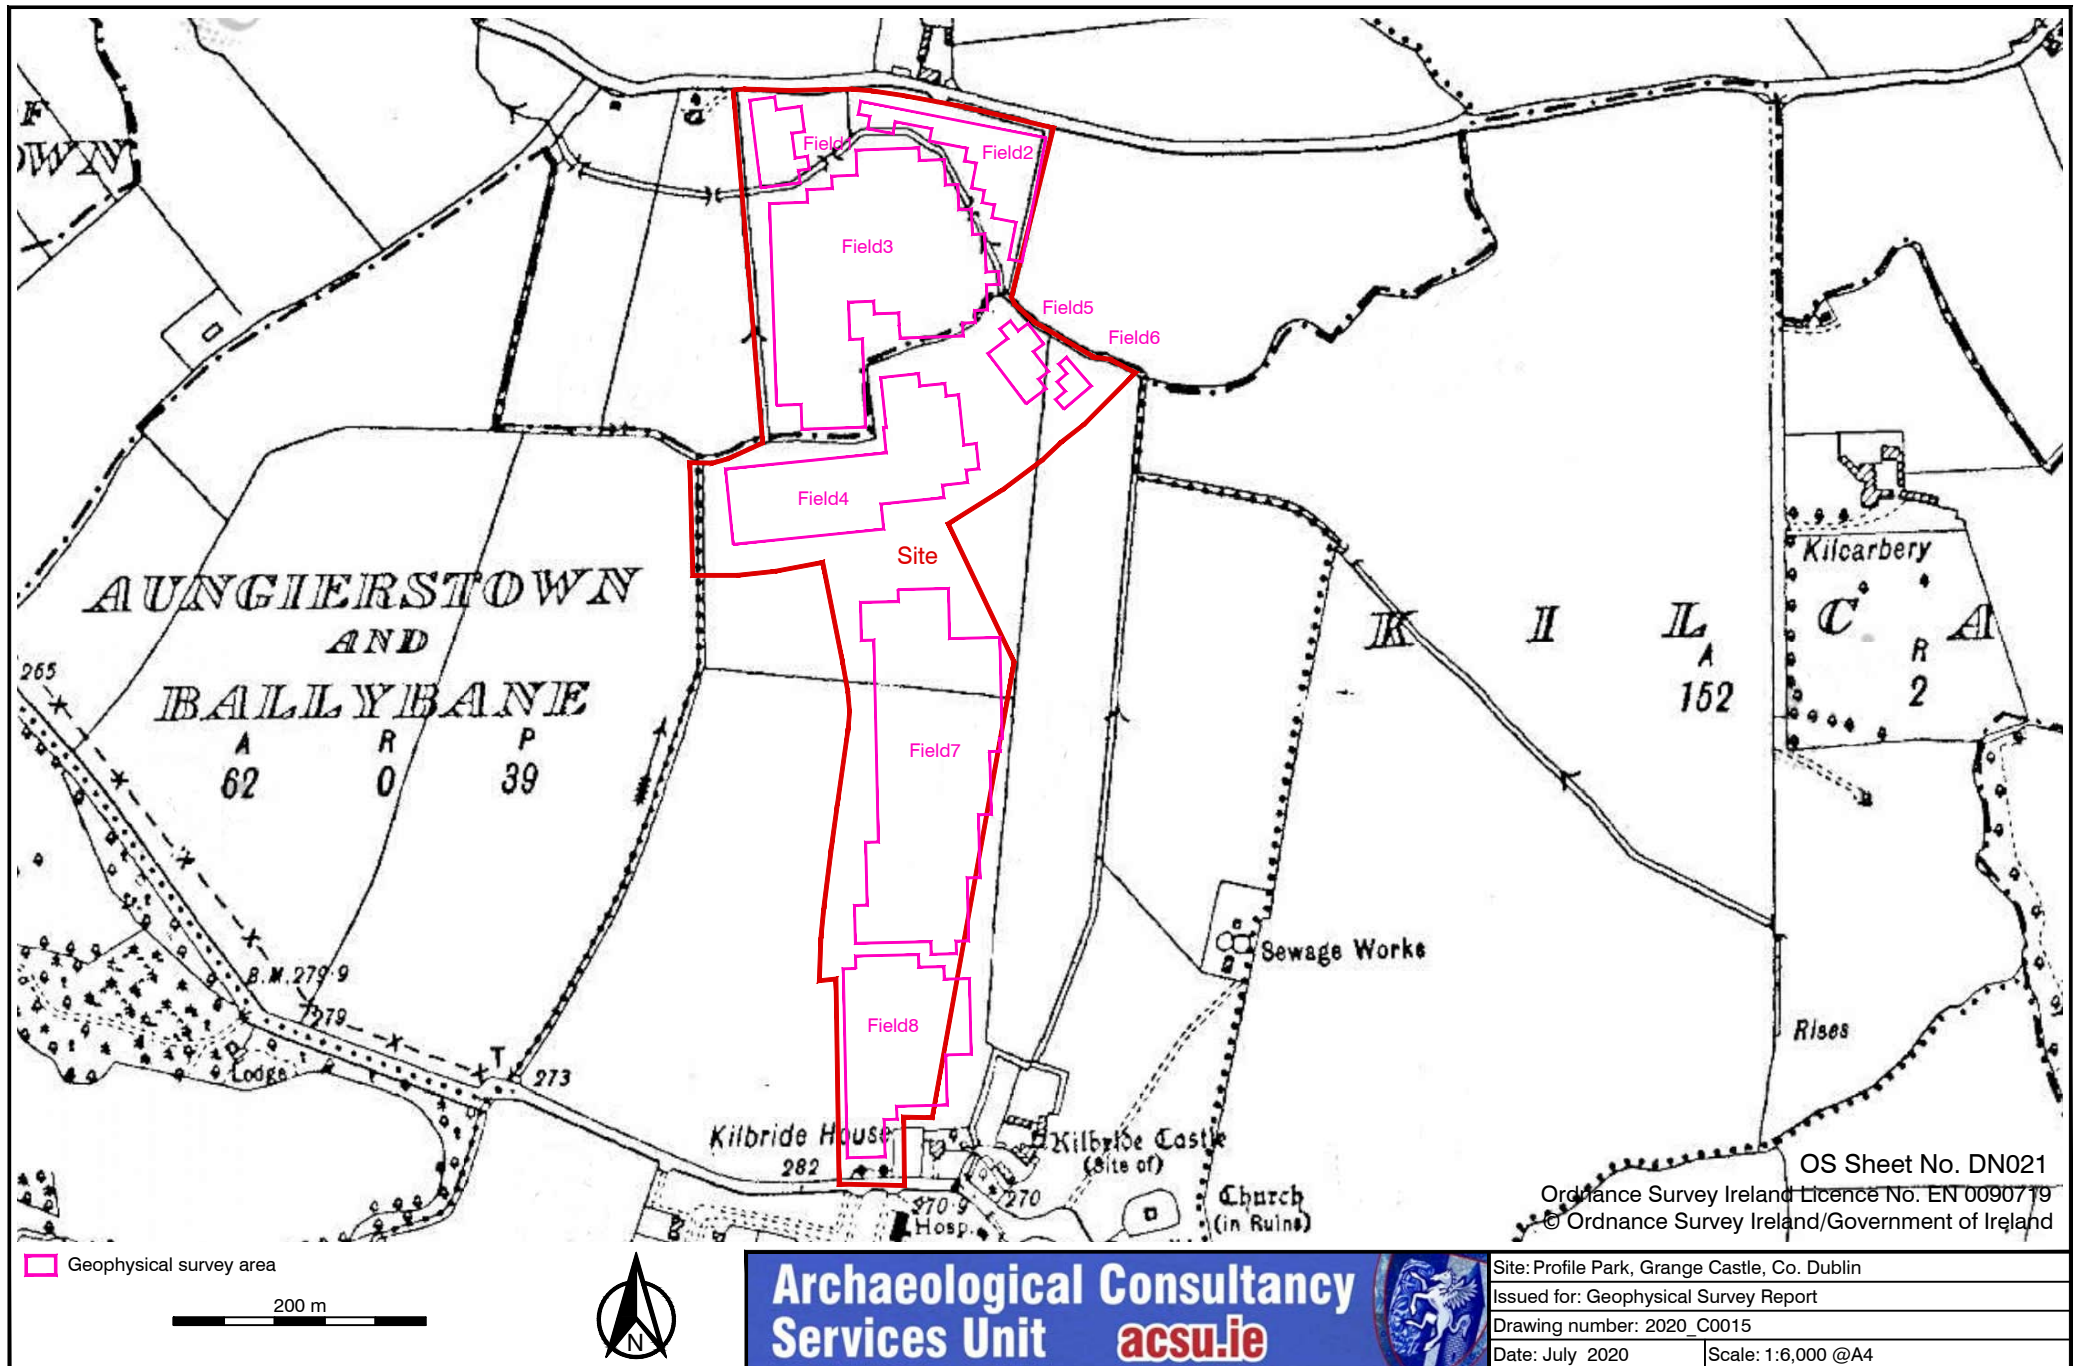 F
OWN
Field1
Field2
Field3
Field5
Field6
Field4
Site
Kilcarbery
AUNGIERSTOWN
AND
BALLYBANE
A R P
62 0 39
K I L C A
A R
152 2
265
Field7
Sewage Works
B.M. 279·9
279
Field8
Rises
Lodge
T
273
Kilbride House
282
Kilbride Castle
(Site of)
270·9
270
Hosp.
Church
(in Ruins)
OS Sheet No. DN021
Ordnance Survey Ireland Licence No. EN 0090719
© Ordnance Survey Ireland/Government of Ireland
Geophysical survey area
200 m
N
Archaeological Consultancy
Services Unit acsu.ie
Site: Profile Park, Grange Castle, Co. Dublin
Issued for: Geophysical Survey Report
Drawing number: 2020_C0015
Date: July 2020 Scale: 1:6,000 @A4